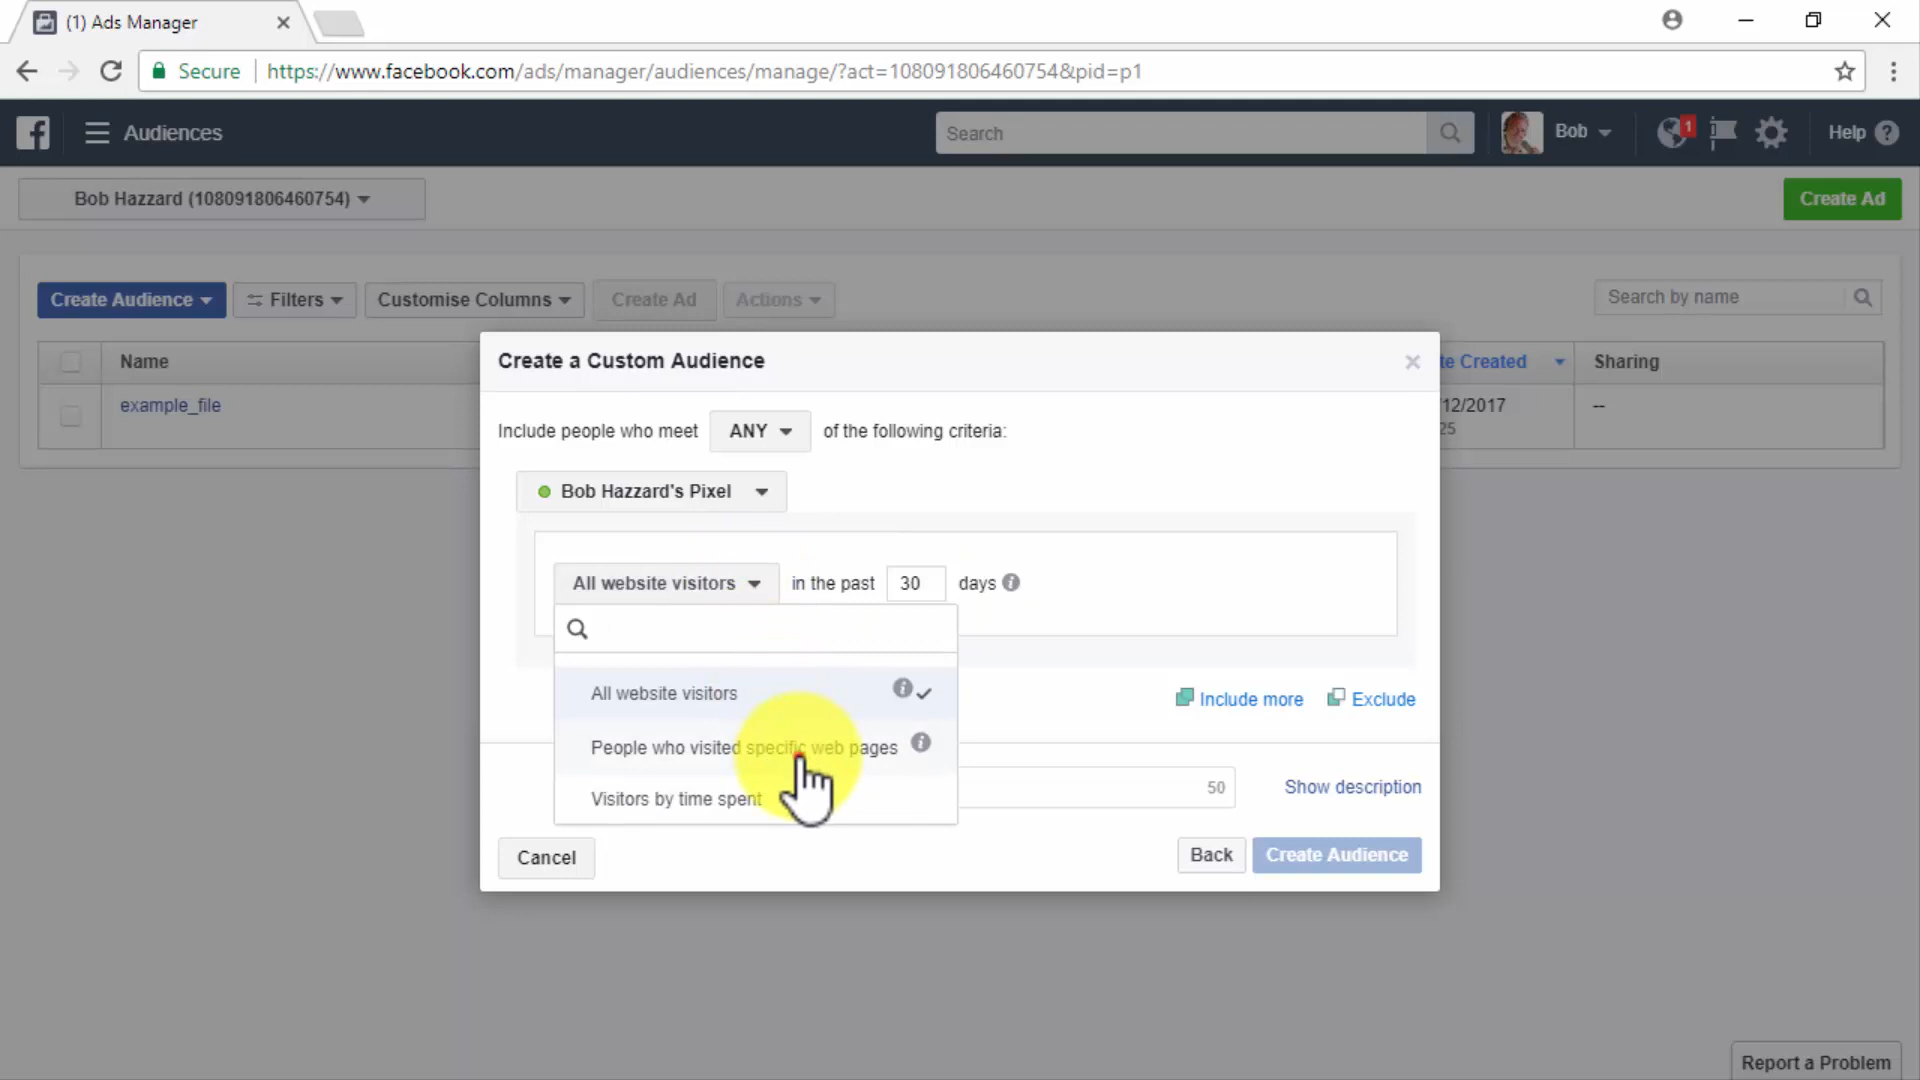 (1) Ads Manager
Secure https://www.facebook.com/ads/manager/audiences/manage/?act=108091806460754&pid=p1
Audiences
Search
Bob
1
Help
Bob Hazzard (108091806460754)
Create Ad
Create Audience
Filters
Customise Columns
Create Ad
Actions
Search by name
Name
te Created
Sharing
example_file
/12/2017
25
--
Create a Custom Audience
Include people who meet ANY of the following criteria:
Bob Hazzard's Pixel
All website visitors in the past 30 days
All website visitors
People who visited specific web pages
Visitors by time spent
Include more
Exclude
50
Show description
Cancel
Back
Create Audience
Report a Problem